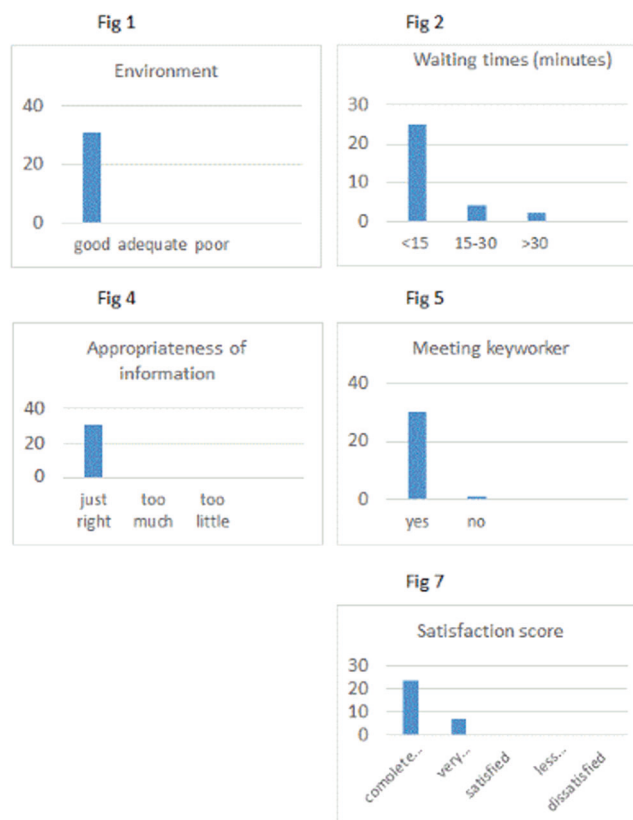 Fig 1
Environment
40
20
0
good adequate poor
Fig 2
Waiting times (minutes)
30
20
10
0
<15 15-30 >30
Fig 4
Appropriateness of
information
40
20
0
just too too
right much little
Fig 5
Meeting keyworker
40
20
0
yes no
Fig 7
Satisfaction score
30
20
10
0
comolete...
very...
satisfied
less...
dissatisfied